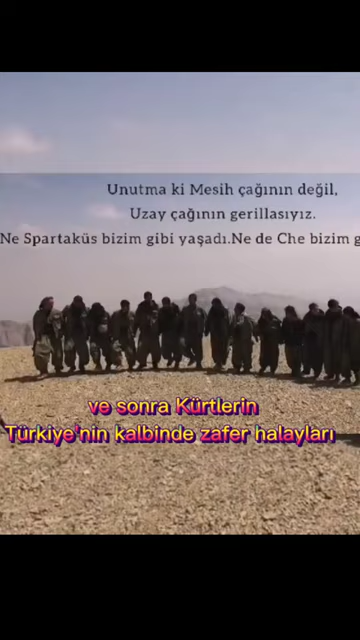 Unutma ki Mesih çağının değil,
Uzay çağının gerillasıyız.
Ne Spartaküs bizim gibi yaşadı.Ne de Che bizim g
ve sonra Kürtlerin
Türkiye'nin kalbinde zafer halayları